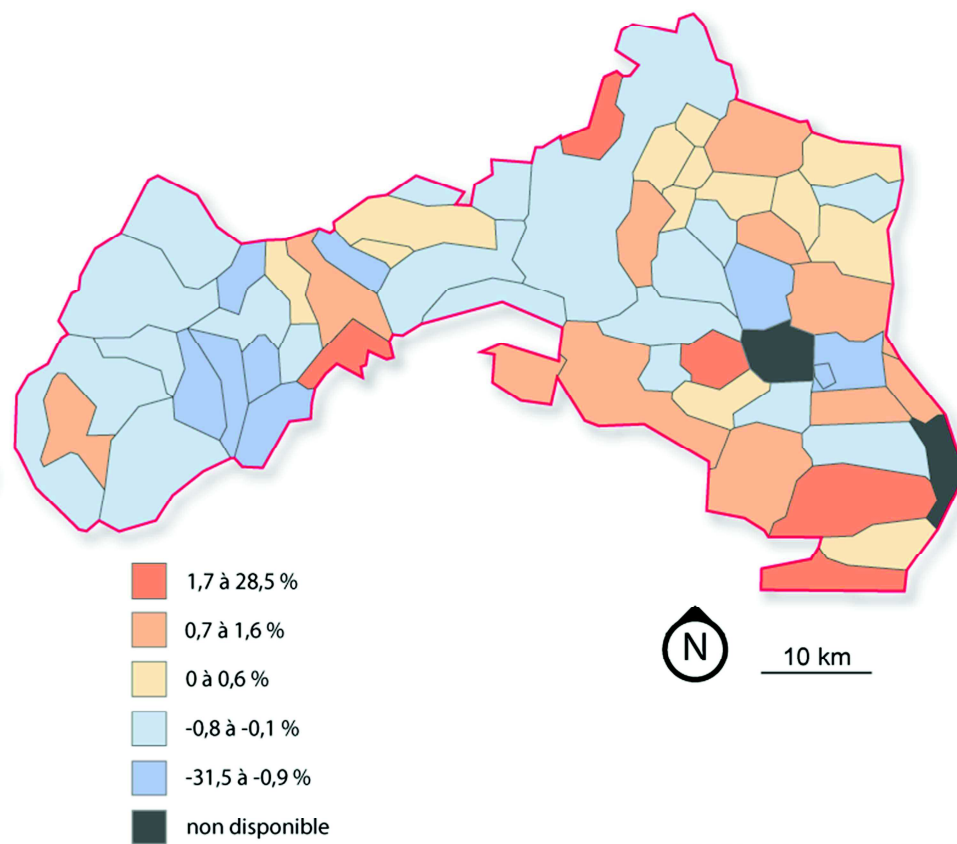 1,7 à 28,5 %
0,7 à 1,6 %
0 à 0,6 %
-0,8 à -0,1 %
-31,5 à -0,9 %
non disponible
N
10 km